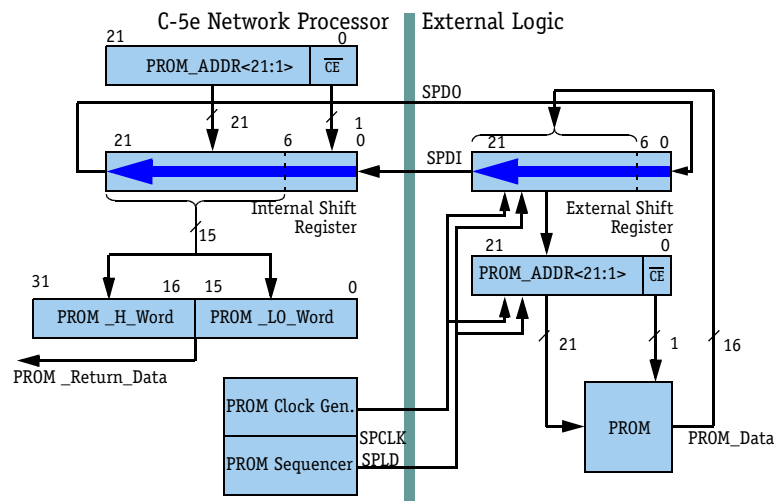 C-5e Network Processor
External Logic
21
0
PROM_ADDR<21:1>
CE
SPDO
21
1
21
6
0
21
6
0
SPDI
Internal Shift
Register
External Shift
Register
15
21
0
PROM_ADDR<21:1>
CE
31
16
15
0
PROM _H_Word
PROM _LO_Word
21
1
16
PROM _Return_Data
PROM Clock Gen.
SPCLK
PROM Sequencer
SPLD
PROM
PROM_Data